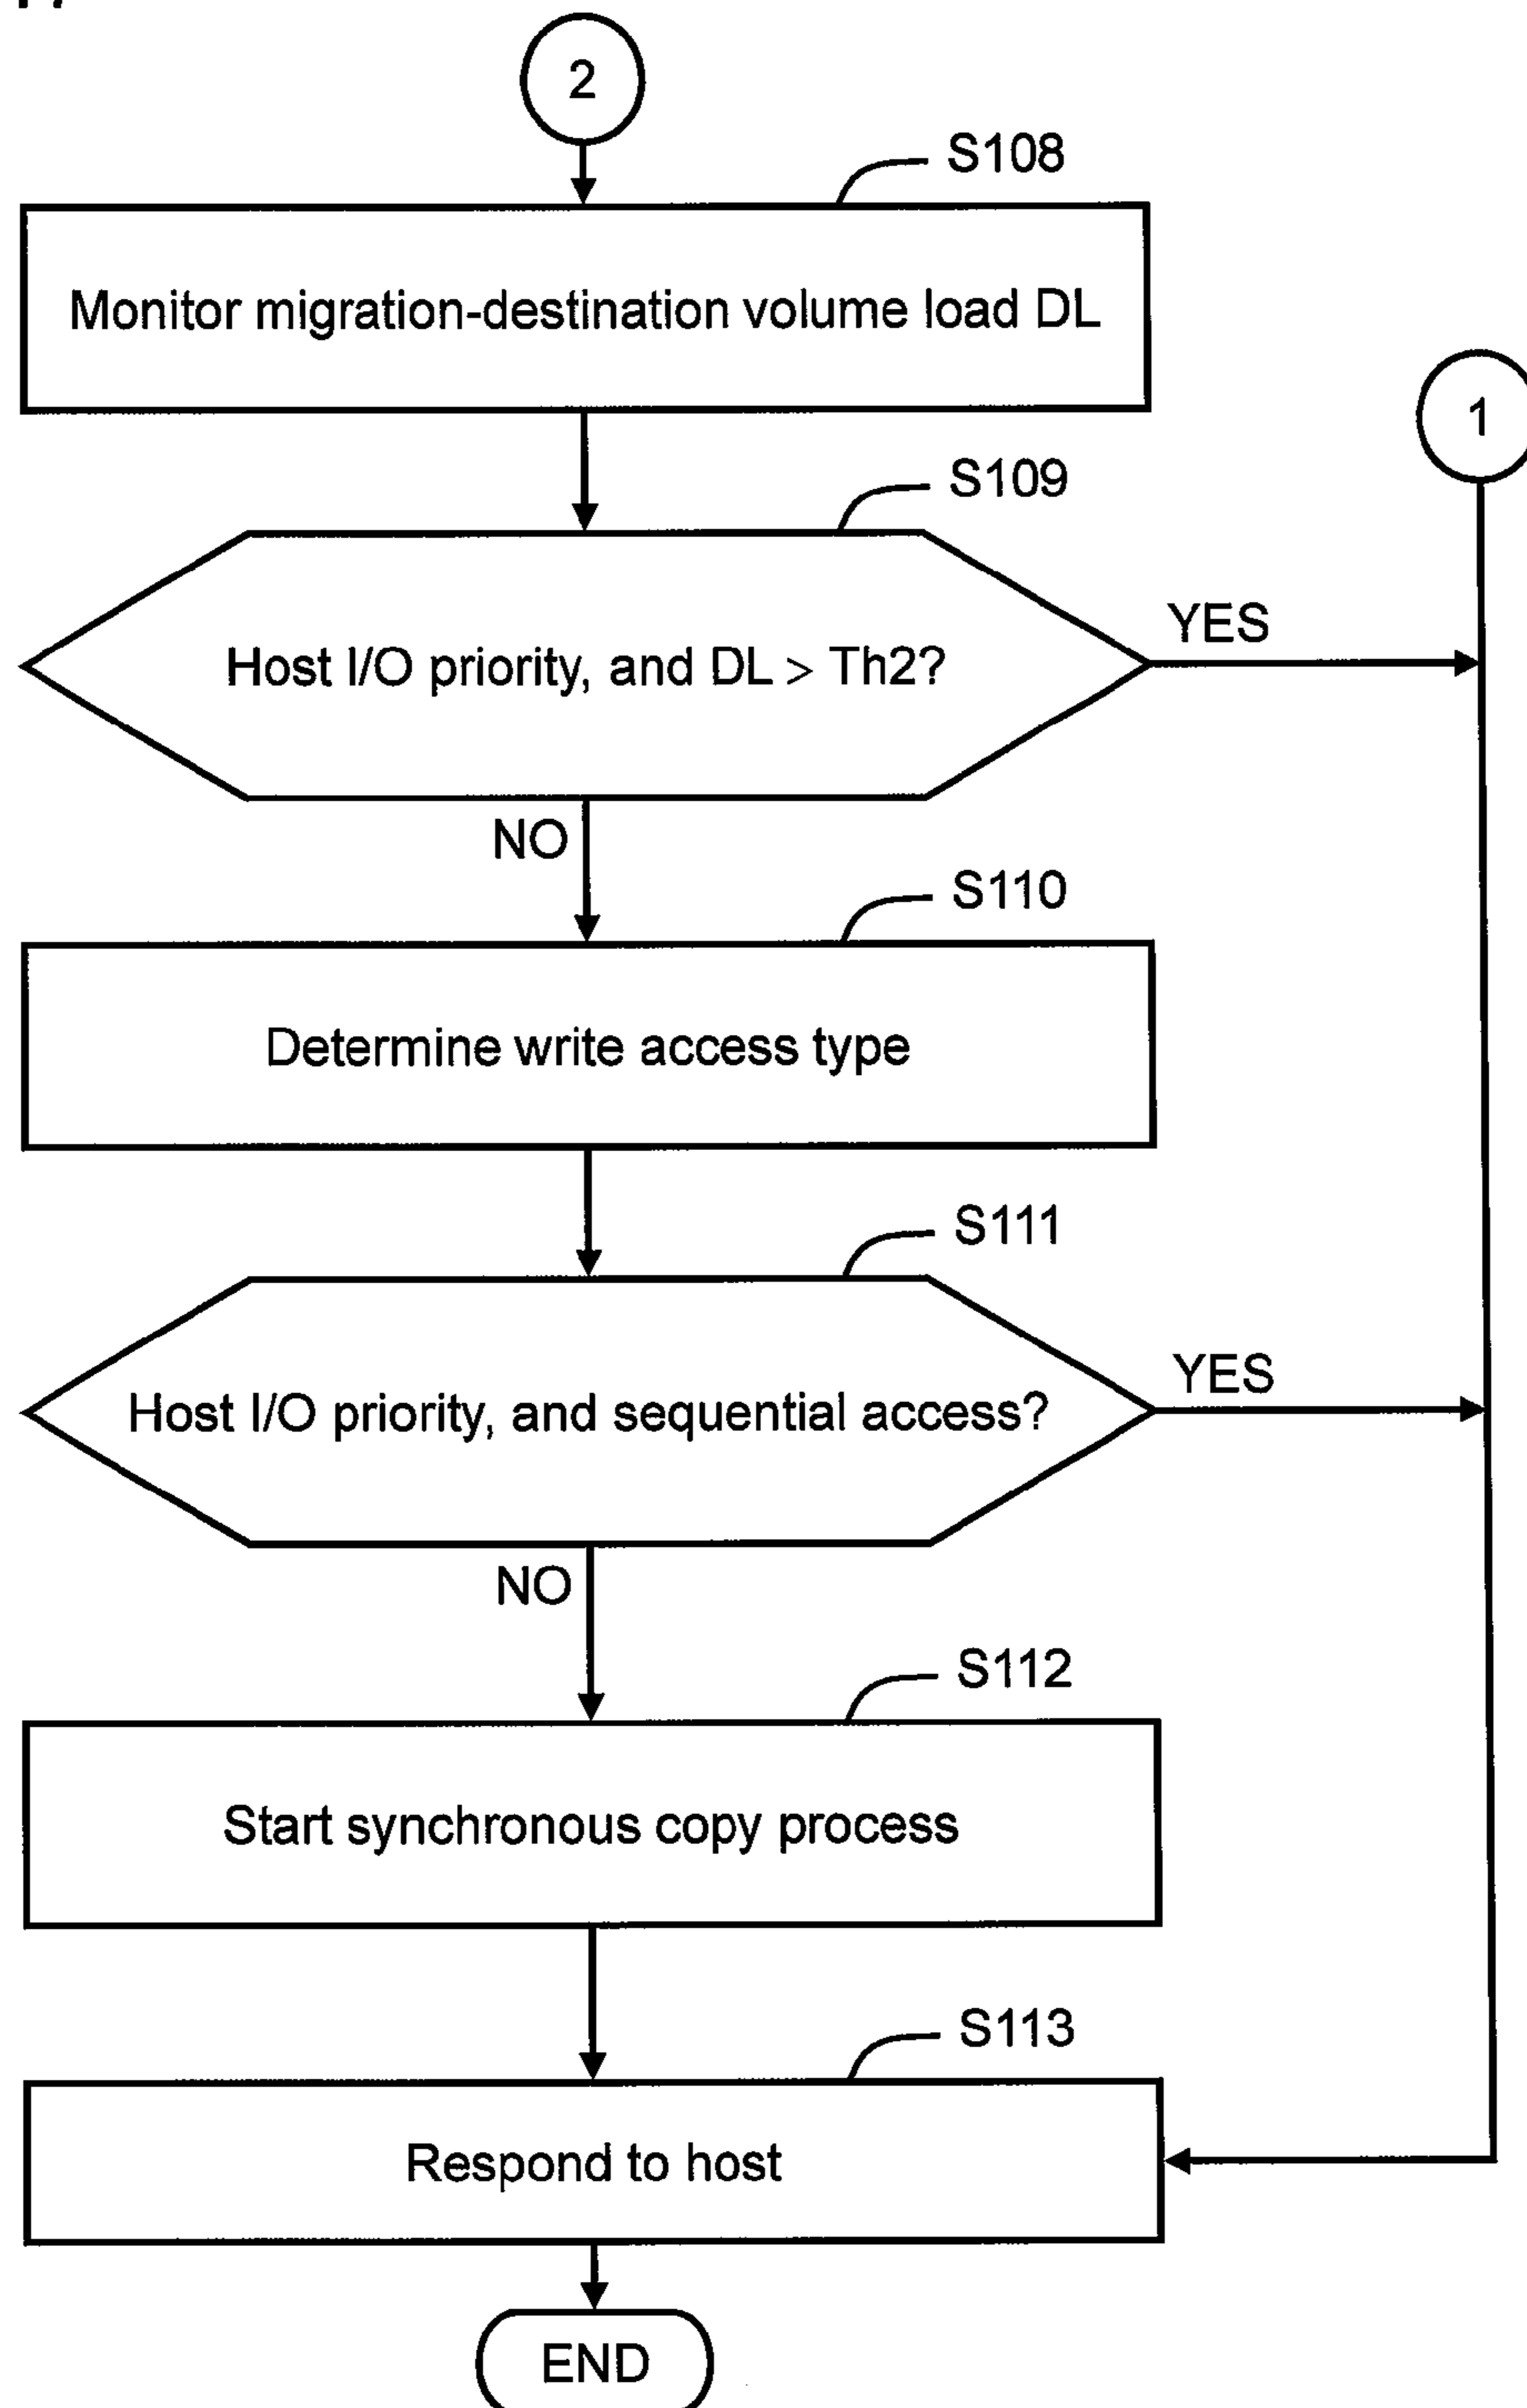 2
S108
Monitor migration-destination volume load DL
1
S109
Host I/O priority, and DL > Th2?
YES
NO
S110
Determine write access type
S111
Host I/O priority, and sequential access?
YES
NO
S112
Start synchronous copy process
S113
Respond to host
END